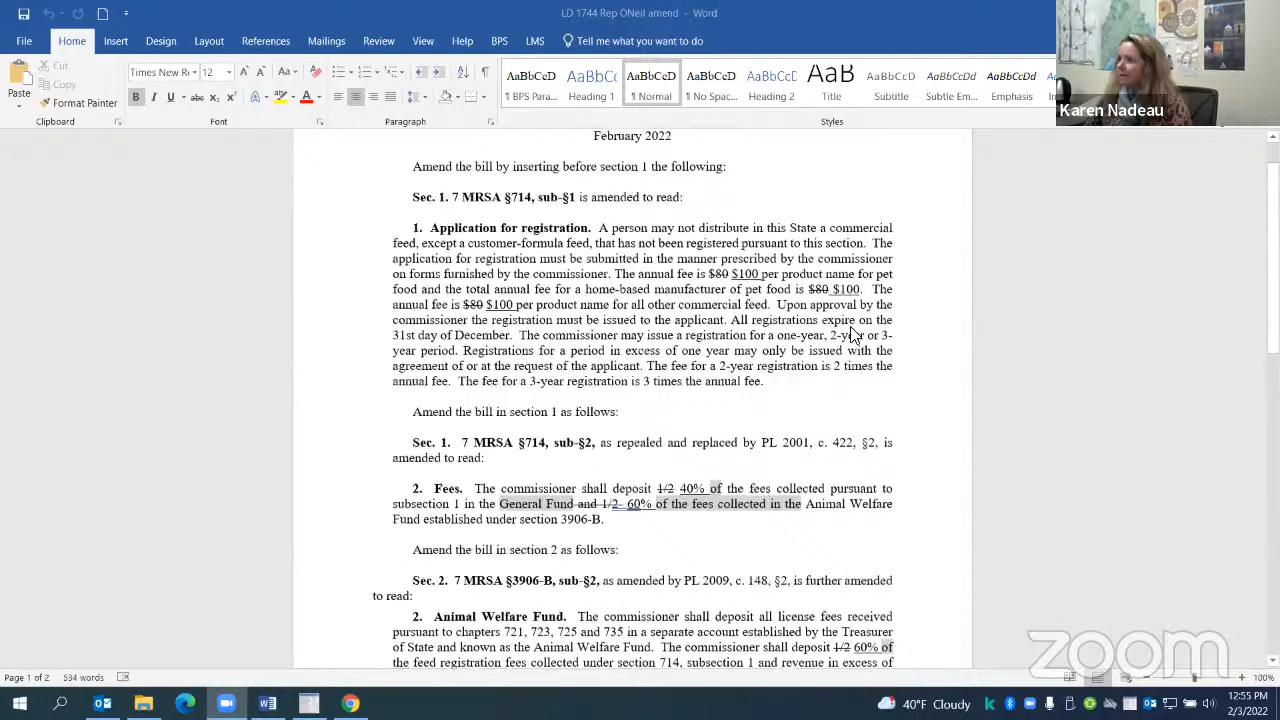 LD 1744 Rep ONeil amend - Word
File Home Insert Design Layout References Mailings Review View Help BPS LMS Tell me what you want to do
Karen Nadeau
Paste
Format Painter
Clipboard
Times New Ro 12
B I U
Font
Paragraph
AaBbCcD AaBbC AaBbCcD AaBbCcD AaBbCcD AaB AaBbCcD AaBbCcDd AaBbCcDd
¶ BPS Para... Heading 1 ¶ Normal ¶ No Spac... Heading 2 Title Subtitle Subtle Em... Emphasis
Styles
February 2022
Amend the bill by inserting before section 1 the following:
Sec. 1. 7 MRSA §714, sub-§1 is amended to read:
1. Application for registration. A person may not distribute in this State a commercial
feed, except a customer-formula feed, that has not been registered pursuant to this section. The
application for registration must be submitted in the manner prescribed by the commissioner
on forms furnished by the commissioner. The annual fee is $80 $100 per product name for pet
food and the total annual fee for a home-based manufacturer of pet food is $80 $100. The
annual fee is $80 $100 per product name for all other commercial feed. Upon approval by the
commissioner the registration must be issued to the applicant. All registrations expire on the
31st day of December. The commissioner may issue a registration for a one-year, 2-year or 3-
year period. Registrations for a period in excess of one year may only be issued with the
agreement of or at the request of the applicant. The fee for a 2-year registration is 2 times the
annual fee. The fee for a 3-year registration is 3 times the annual fee.
Amend the bill in section 1 as follows:
Sec. 1. 7 MRSA §714, sub-§2, as repealed and replaced by PL 2001, c. 422, §2, is
amended to read:
2. Fees. The commissioner shall deposit 1/2 40% of the fees collected pursuant to
subsection 1 in the General Fund and 1/2 60% of the fees collected in the Animal Welfare
Fund established under section 3906-B.
Amend the bill in section 2 as follows:
Sec. 2. 7 MRSA §3906-B, sub-§2, as amended by PL 2009, c. 148, §2, is further amended
to read:
2. Animal Welfare Fund. The commissioner shall deposit all license fees received
pursuant to chapters 721, 723, 725 and 735 in a separate account established by the Treasurer
of State and known as the Animal Welfare Fund. The commissioner shall deposit 1/2 60% of
the feed registration fees collected under section 714, subsection 1 and revenue in excess of
zoom
Page 1 of 2 534 words 100%
40°F Cloudy
12:55 PM
2/3/2022